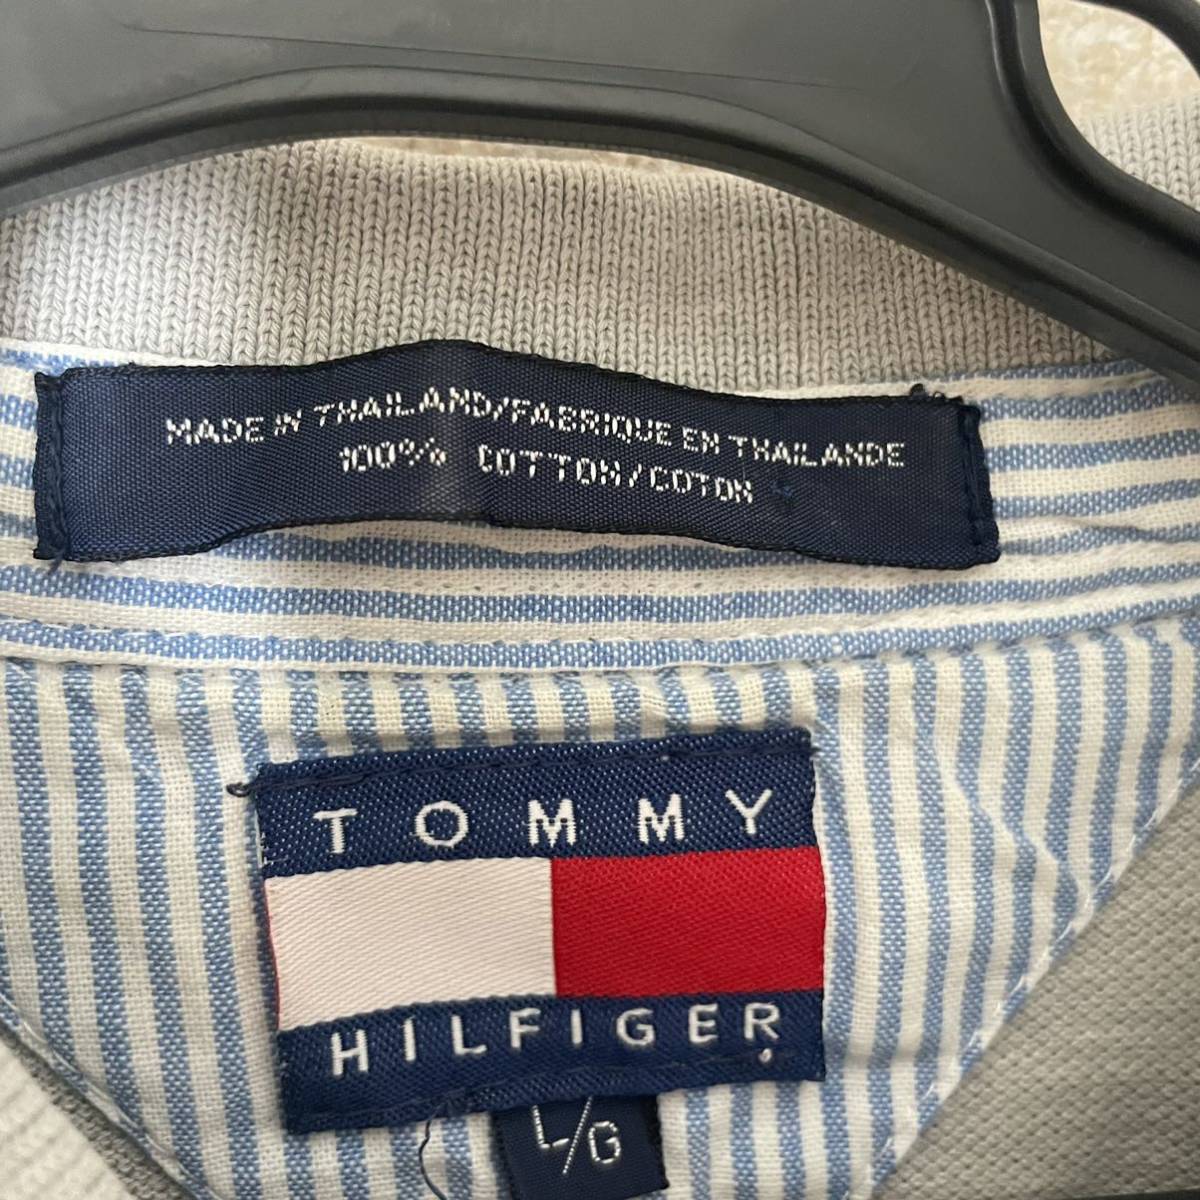 MADE IN THAILAND/FABRIQUE EN THAILANDE
100% COTTON/COTON
TOMMY
HILFIGER
L/G